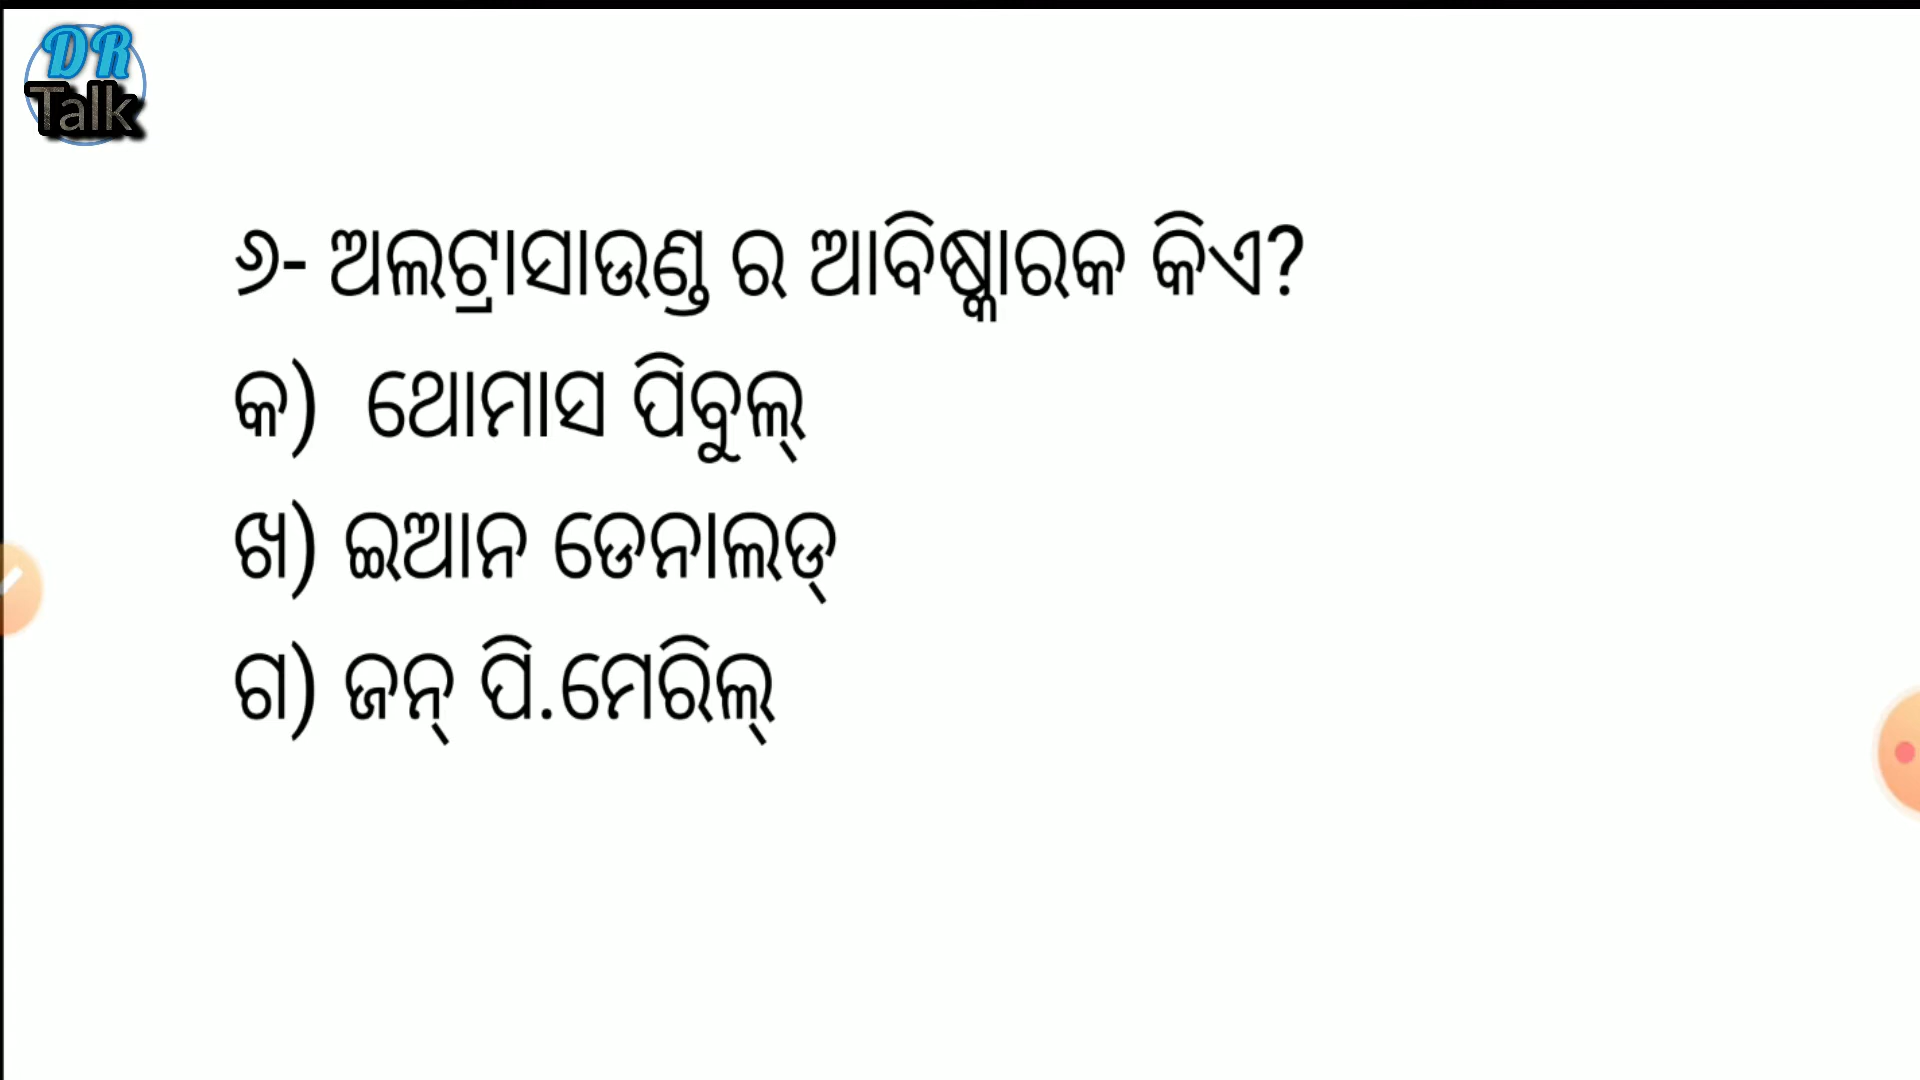 DR
Talk
୬- ଅଲଟ୍ରାସାଉଣ୍ଡ ର ଆବିଷ୍କାରକ କିଏ?
କ) ଥୋମାସ ପିବୁଲ୍
ଖ) ଇଆନ ଡେନାଲଡ୍
ଗ) ଜନ୍ ପି.ମେରିଲ୍